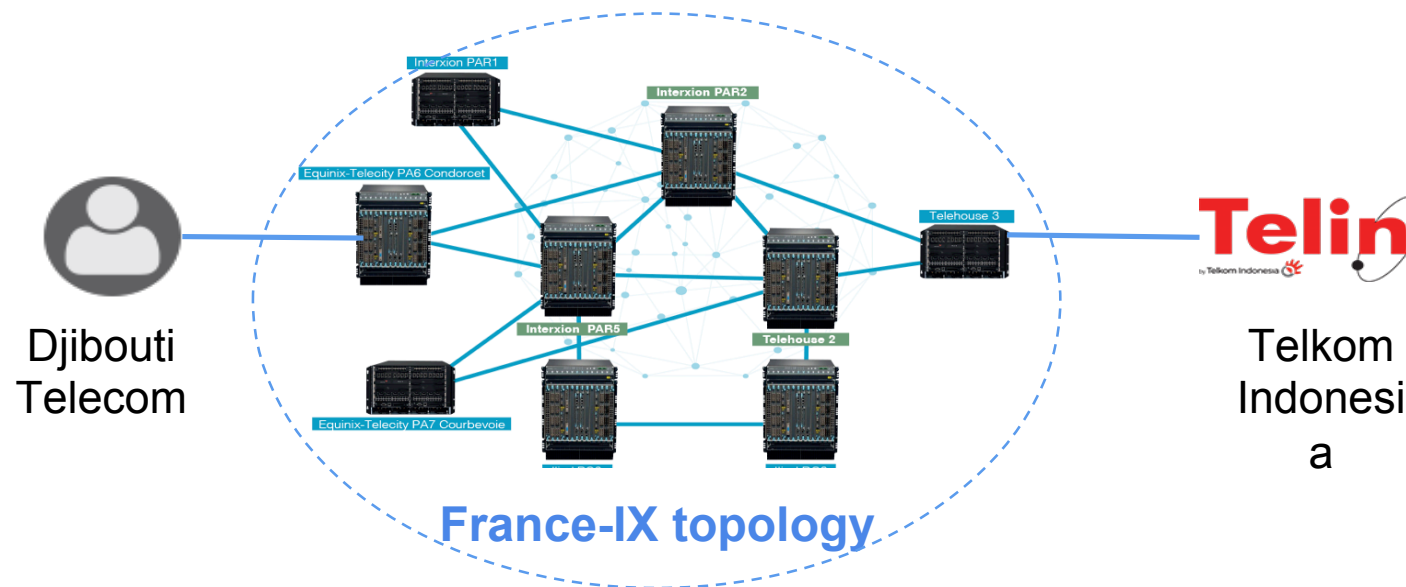 Interxion PAR1
Interxion PAR2
Equinix-Telecity PA6 Condorcet
Telehouse 3
Telin
by Telkom Indonesia
Interxion PAR5
Telehouse 2
Djibouti
Telecom
Telkom
Indonesi
a
Equinix-Telecity PA7 Courbevoie
France-IX topology